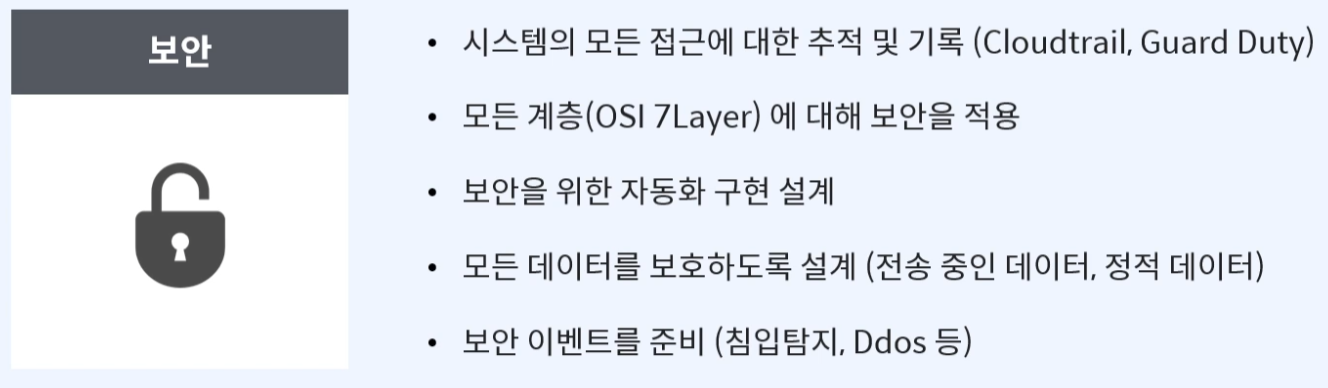 보안
• 시스템의 모든 접근에 대한 추적 및 기록 (Cloudtrail, Guard Duty)
• 모든 계층(OSI 7Layer) 에 대해 보안을 적용
• 보안을 위한 자동화 구현 설계
• 모든 데이터를 보호하도록 설계 (전송 중인 데이터, 정적 데이터)
• 보안 이벤트를 준비 (침입탐지, Ddos 등)